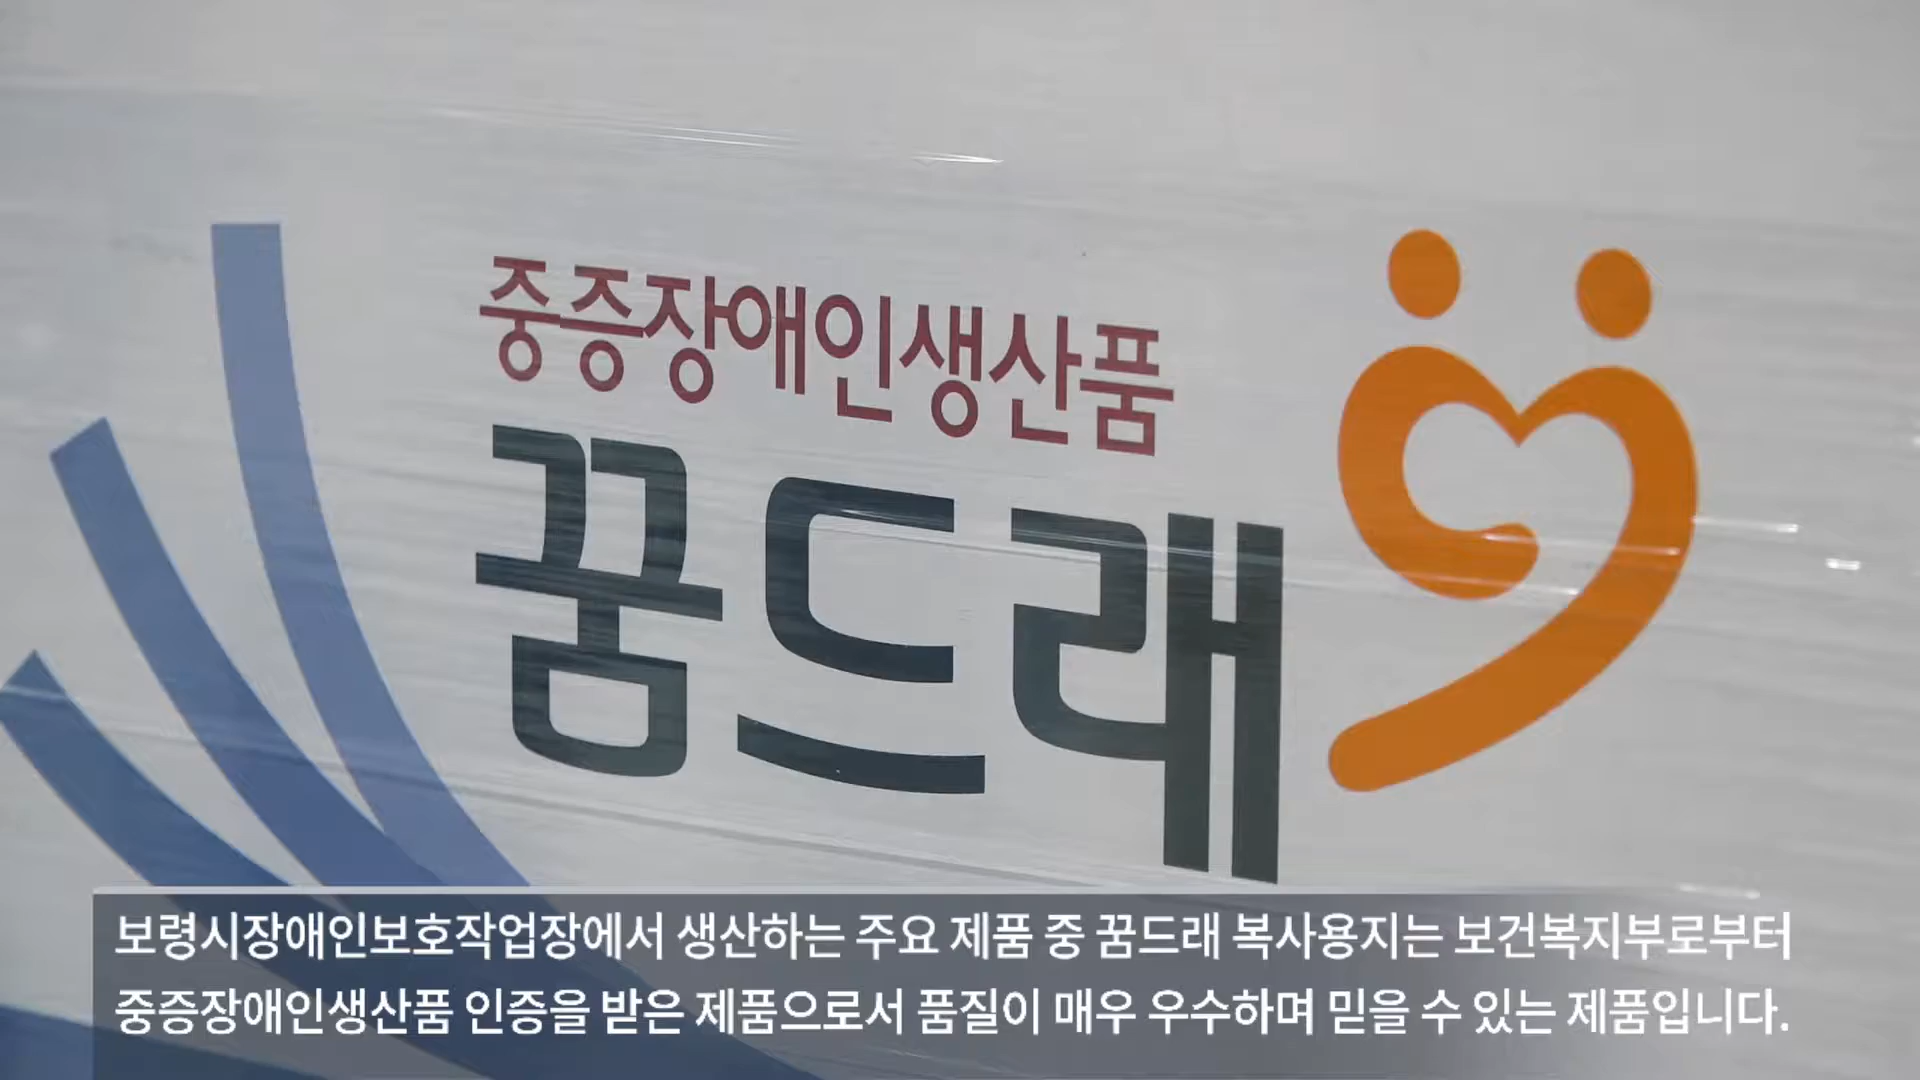 중증장애인생산품
꿈드래
보령시장애인보호작업장에서 생산하는 주요 제품 중 꿈드래 복사용지는 보건복지부로부터
중증장애인생산품 인증을 받은 제품으로서 품질이 매우 우수하며 믿을 수 있는 제품입니다.